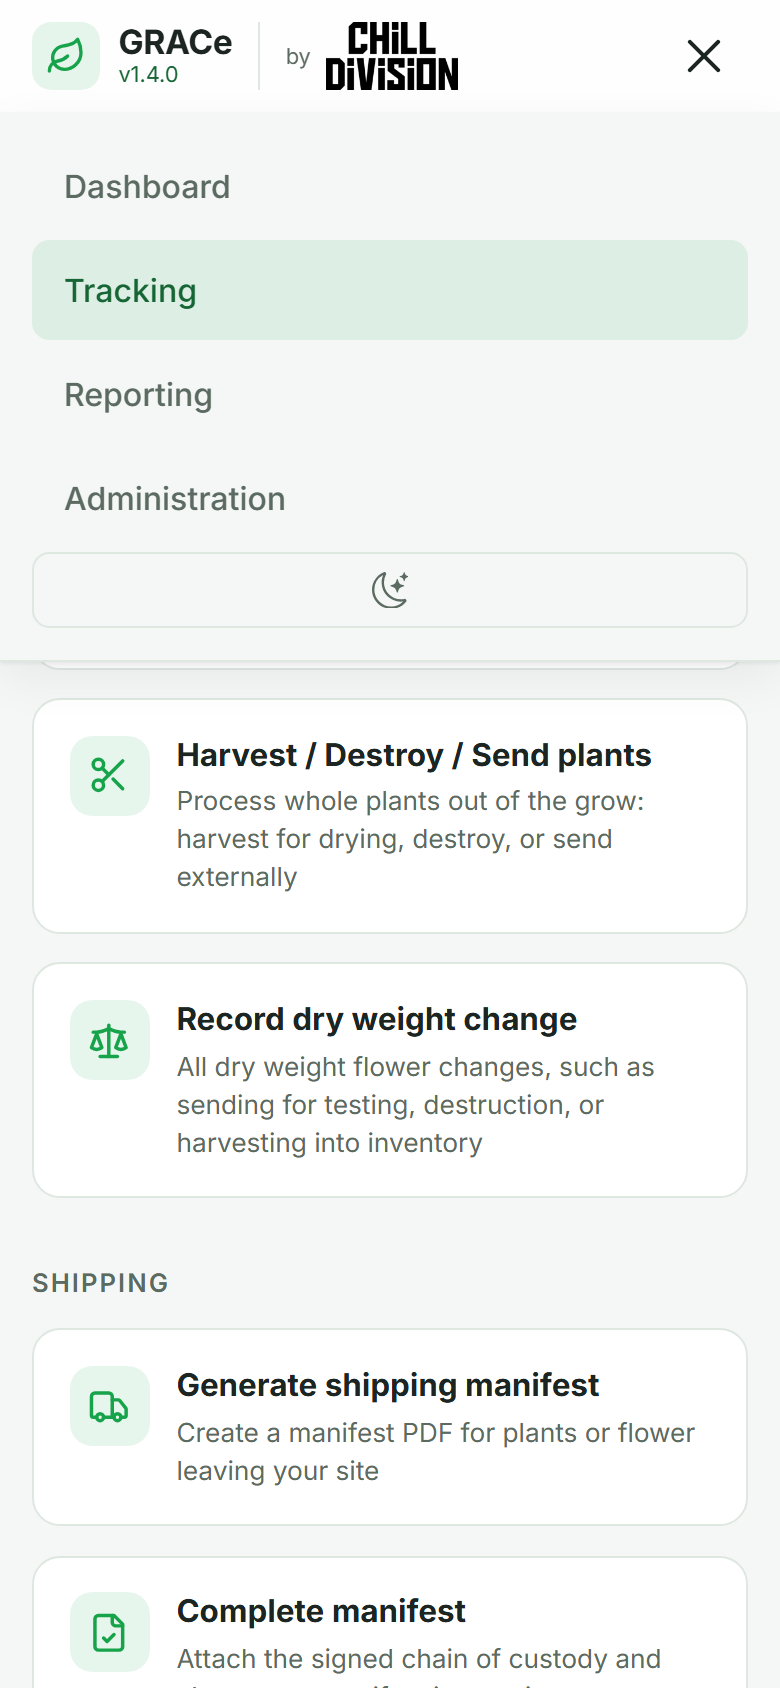 GRACe
v1.4.0
by
CHiLL
DiViSiON
Dashboard
Tracking
Reporting
Administration
Harvest / Destroy / Send plants
Process whole plants out of the grow:
harvest for drying, destroy, or send
externally
Record dry weight change
All dry weight flower changes, such as
sending for testing, destruction, or
harvesting into inventory
SHIPPING
Generate shipping manifest
Create a manifest PDF for plants or flower
leaving your site
Complete manifest
Attach the signed chain of custody and